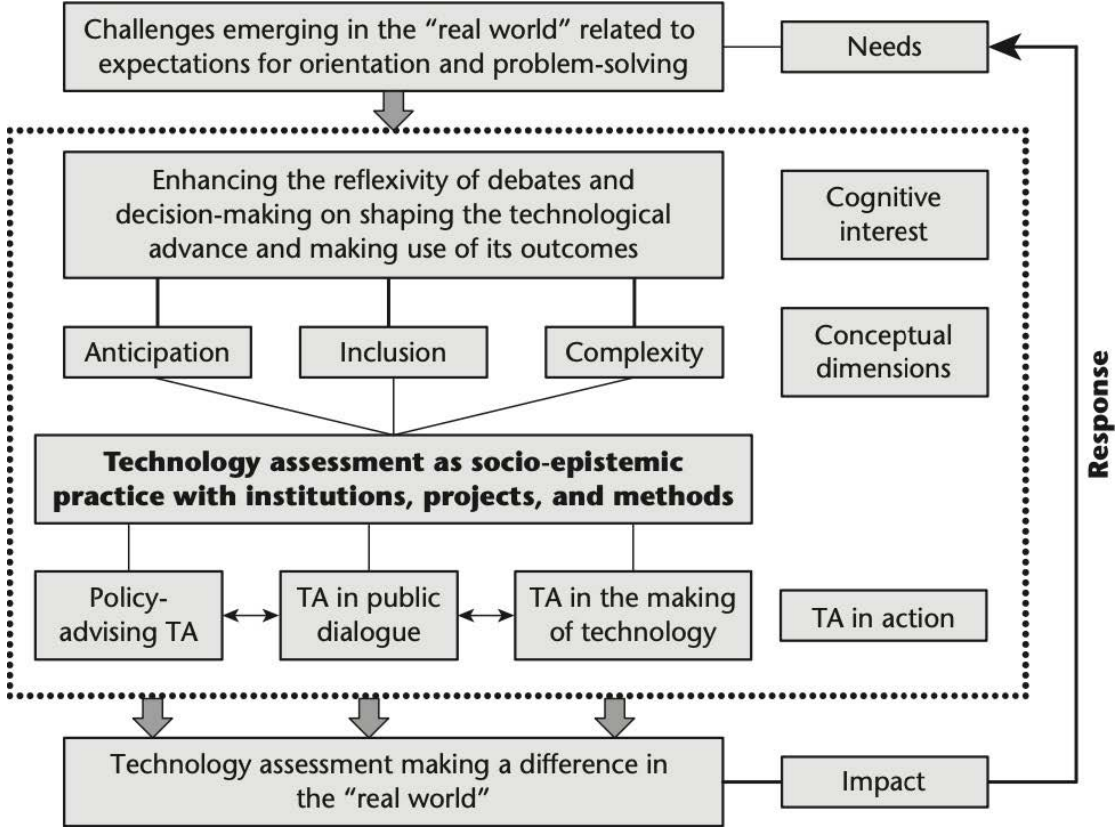 Challenges emerging in the “real world” related to
expectations for orientation and problem-solving
Needs
Enhancing the reflexivity of debates and
decision-making on shaping the technological
advance and making use of its outcomes
Cognitive
interest
Anticipation
Inclusion
Complexity
Conceptual
dimensions
Technology assessment as socio-epistemic
practice with institutions, projects, and methods
Policy-
advising TA
TA in public
dialogue
TA in the making
of technology
TA in action
Technology assessment making a difference in
the “real world”
Impact
Response